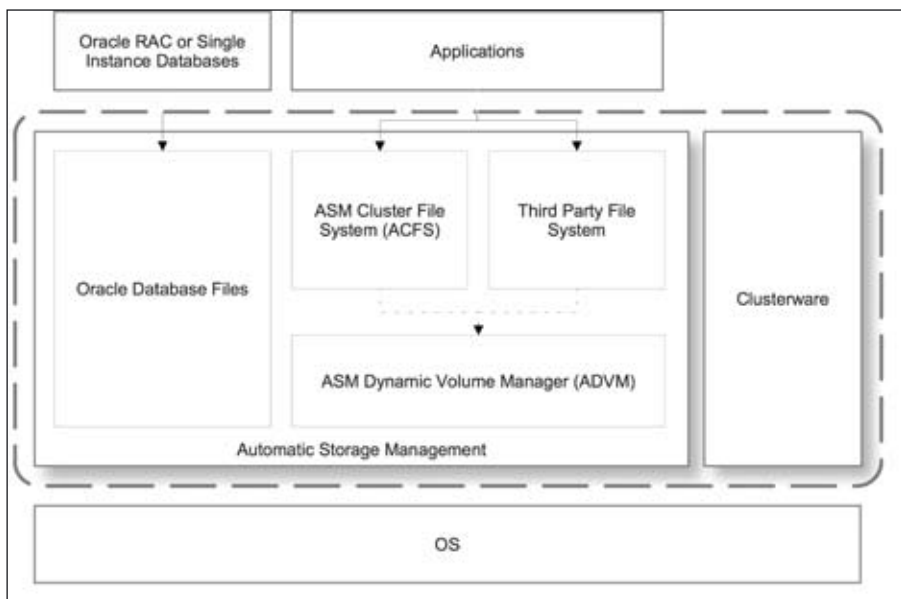 Oracle RAC or Single
Instance Databases
Applications
ASM Cluster File
System (ACFS)
Third Party File
System
Oracle Database Files
Clusterware
ASM Dynamic Volume Manager (ADVM)
Automatic Storage Management
OS